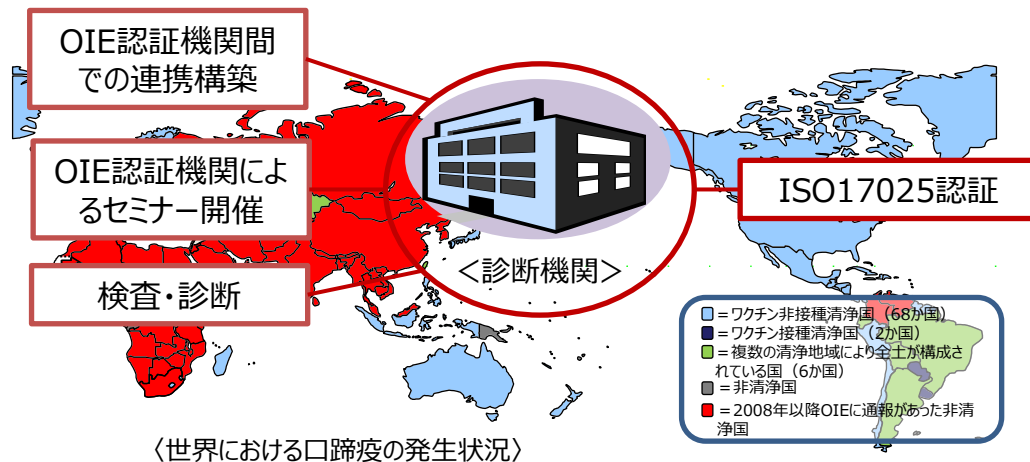 OIE認証機関間
での連携構築
OIE認証機関によ
るセミナー開催
検査・診断
<診断機関>
ISO17025認証
=ワクチン非接種清浄国(68か国)
=ワクチン接種清浄国(2か国)
=複数の清浄地域により全土が構成さ
れている国(6か国)
=非清浄国
=2008年以降OIEに通報があった非清
浄国
〈世界における口蹄疫の発生状況〉